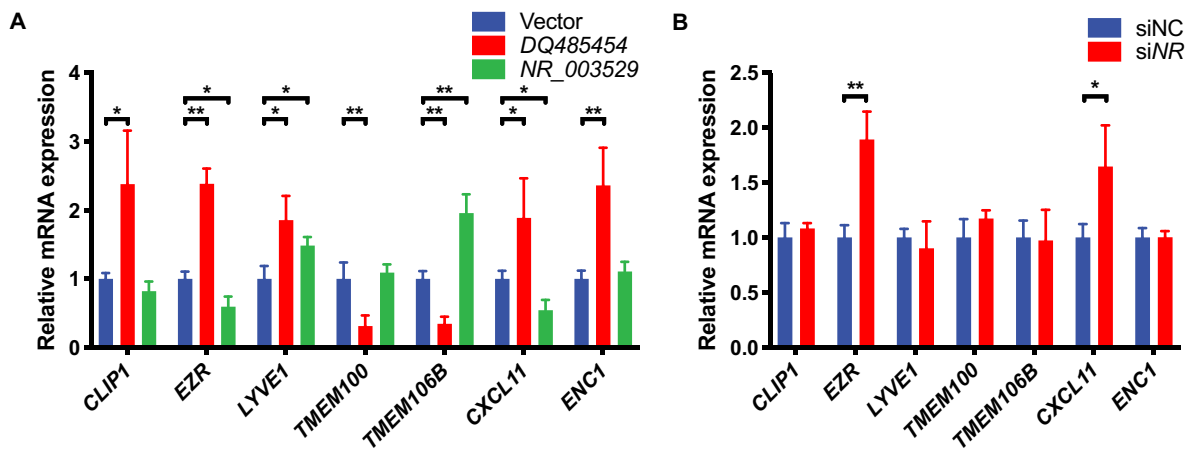 A
Vector
DQ485454
NR_003529
Relative mRNA expression
4
3
2
1
0
* ** * * * ** ** ** * * **
CLIP1
EZR
LYVE1
TMEM100
TMEM106B
CXCL11
ENC1
B
siNC
siNR
Relative mRNA expression
2.5
2.0
1.5
1.0
0.5
0.0
** *
CLIP1
EZR
LYVE1
TMEM100
TMEM106B
CXCL11
ENC1